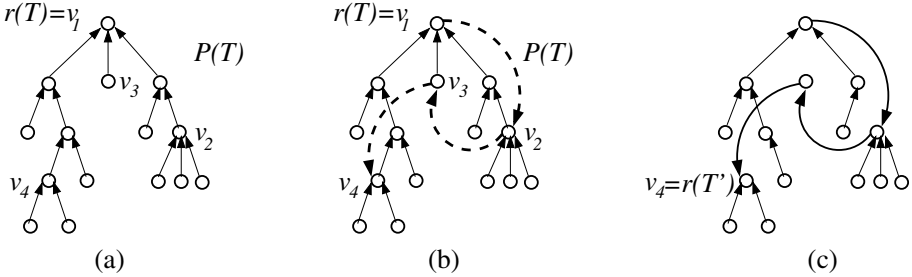 r(T)=v1
P(T)
v3
v2
v4
(a)
r(T)=v1
P(T)
v3
v2
v4
(b)
v4=r(T')
(c)